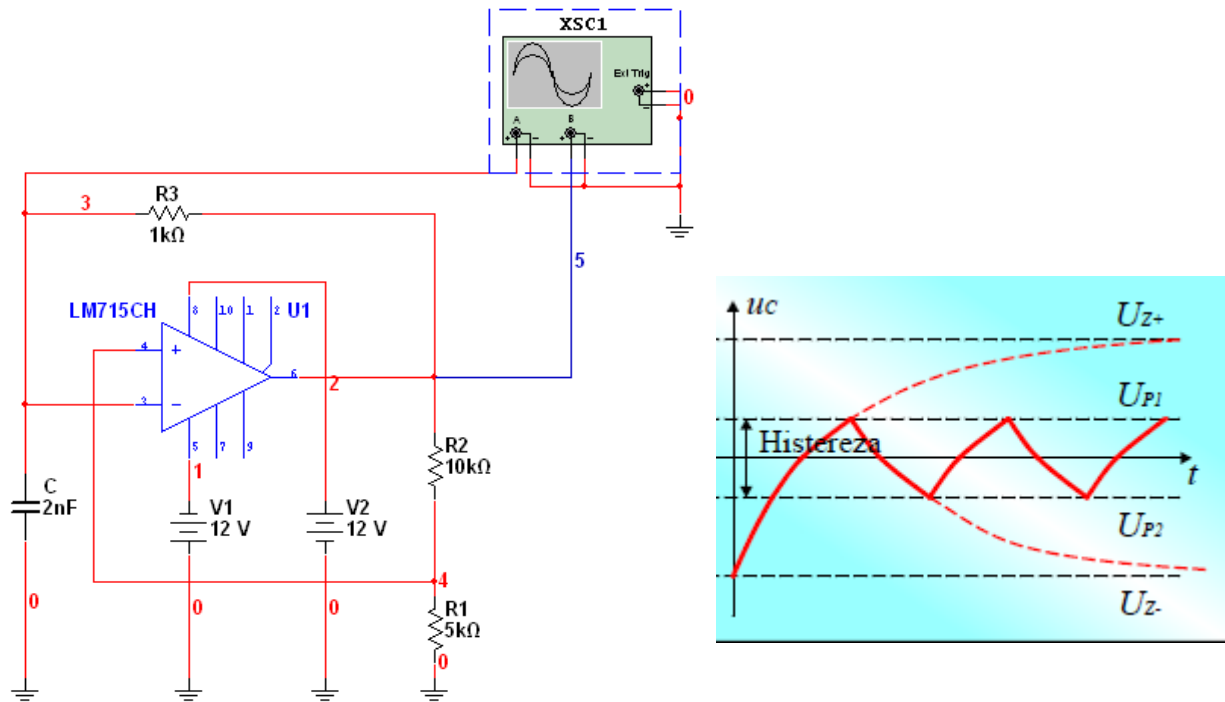 XSC1
Ext Trig
+
-
0
A
B
+ - + -
3
R3
1kΩ
5
LM715CH
8 10 1 2 U1
4 +
6
2
3 -
5 7 9
1
R2
10kΩ
C
2nF
V1
12 V
V2
12 V
4
0
0
0
R1
5kΩ
0
uc
UZ+
UP1
Histereza
t
UP2
UZ-